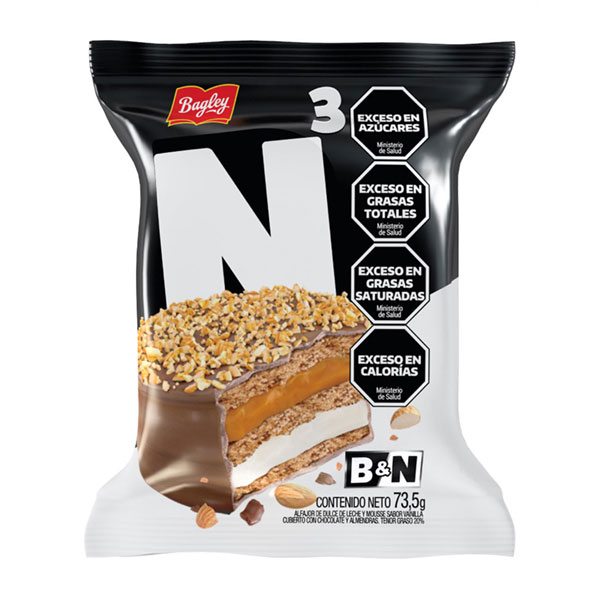 Bagley
3
N
EXCESO EN
AZÚCARES
Ministerio
de Salud
EXCESO EN
GRASAS
TOTALES
Ministerio
de Salud
EXCESO EN
GRASAS
SATURADAS
Ministerio
de Salud
EXCESO EN
CALORÍAS
Ministerio
de Salud
B&N
CONTENIDO NETO 73,5g
ALFAJOR DE DULCE DE LECHE Y MOUSSE SABOR VAINILLA
CUBIERTO CON CHOCOLATE Y ALMENDRAS. TENOR GRASO 20%